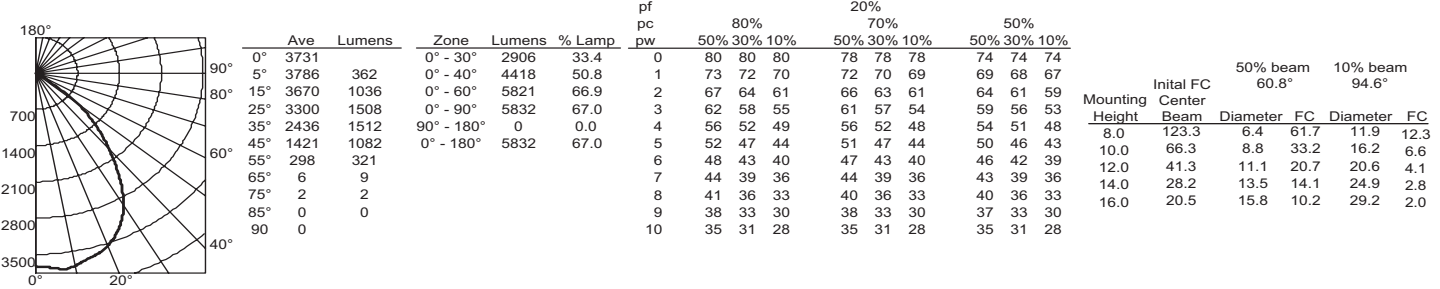 180°
90°
80°
700
1400
60°
2100
2800
40°
3500
0° 20°
Ave Lumens
0° 3731
5° 3786 362
15° 3670 1036
25° 3300 1508
35° 2436 1512
45° 1421 1082
55° 298 321
65° 6 9
75° 2 2
85° 0 0
90 0
Zone Lumens % Lamp
0° - 30° 2906 33.4
0° - 40° 4418 50.8
0° - 60° 5821 66.9
0° - 90° 5832 67.0
90° - 180° 0 0.0
0° - 180° 5832 67.0
pf 20%
pc 80% 70% 50%
pw 50% 30% 10% 50% 30% 10% 50% 30% 10%
0 80 80 80 78 78 78 74 74 74
1 73 72 70 72 70 69 69 68 67
2 67 64 61 66 63 61 64 61 59
3 62 58 55 61 57 54 59 56 53
4 56 52 49 56 52 48 54 51 48
5 52 47 44 51 47 44 50 46 43
6 48 43 40 47 43 40 46 42 39
7 44 39 36 44 39 36 43 39 36
8 41 36 33 40 36 33 40 36 33
9 38 33 30 38 33 30 37 33 30
10 35 31 28 35 31 28 35 31 28
50% beam 10% beam
Inital FC 60.8° 94.6°
Mounting Center
Height Beam Diameter FC Diameter FC
8.0 123.3 6.4 61.7 11.9 12.3
10.0 66.3 8.8 33.2 16.2 6.6
12.0 41.3 11.1 20.7 20.6 4.1
14.0 28.2 13.5 14.1 24.9 2.8
16.0 20.5 15.8 10.2 29.2 2.0